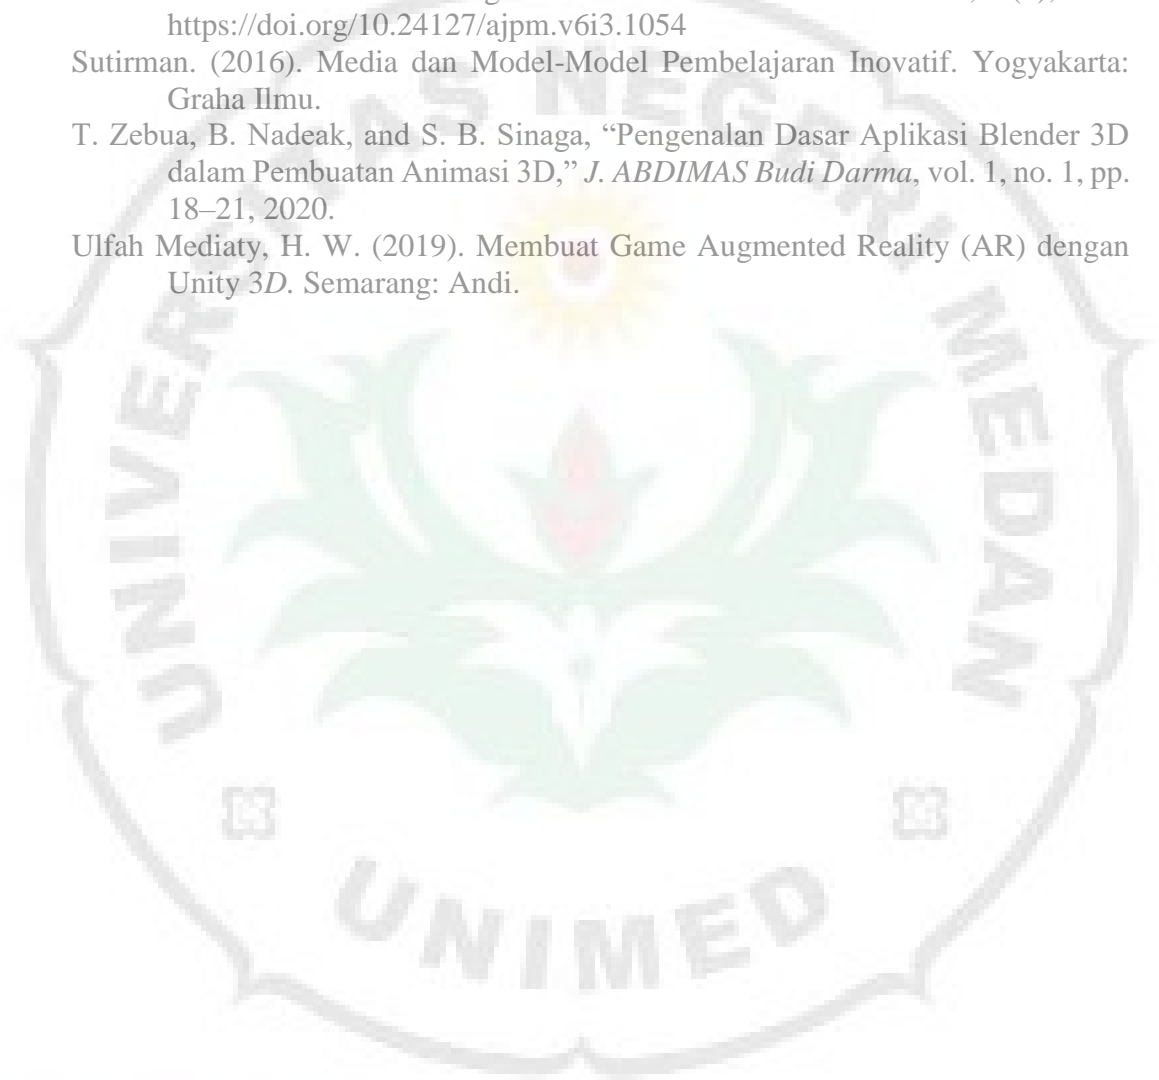 https://doi.org/10.24127/ajpm.v6i3.1054
Sutirman. (2016). Media dan Model-Model Pembelajaran Inovatif. Yogyakarta:
Graha Ilmu.
T. Zebua, B. Nadeak, and S. B. Sinaga, “Pengenalan Dasar Aplikasi Blender 3D
dalam Pembuatan Animasi 3D,” J. ABDIMAS Budi Darma, vol. 1, no. 1, pp.
18–21, 2020.
Ulfah Mediaty, H. W. (2019). Membuat Game Augmented Reality (AR) dengan
Unity 3D. Semarang: Andi.
UNIVERSITAS NEGERI MEDAN
UNIMED